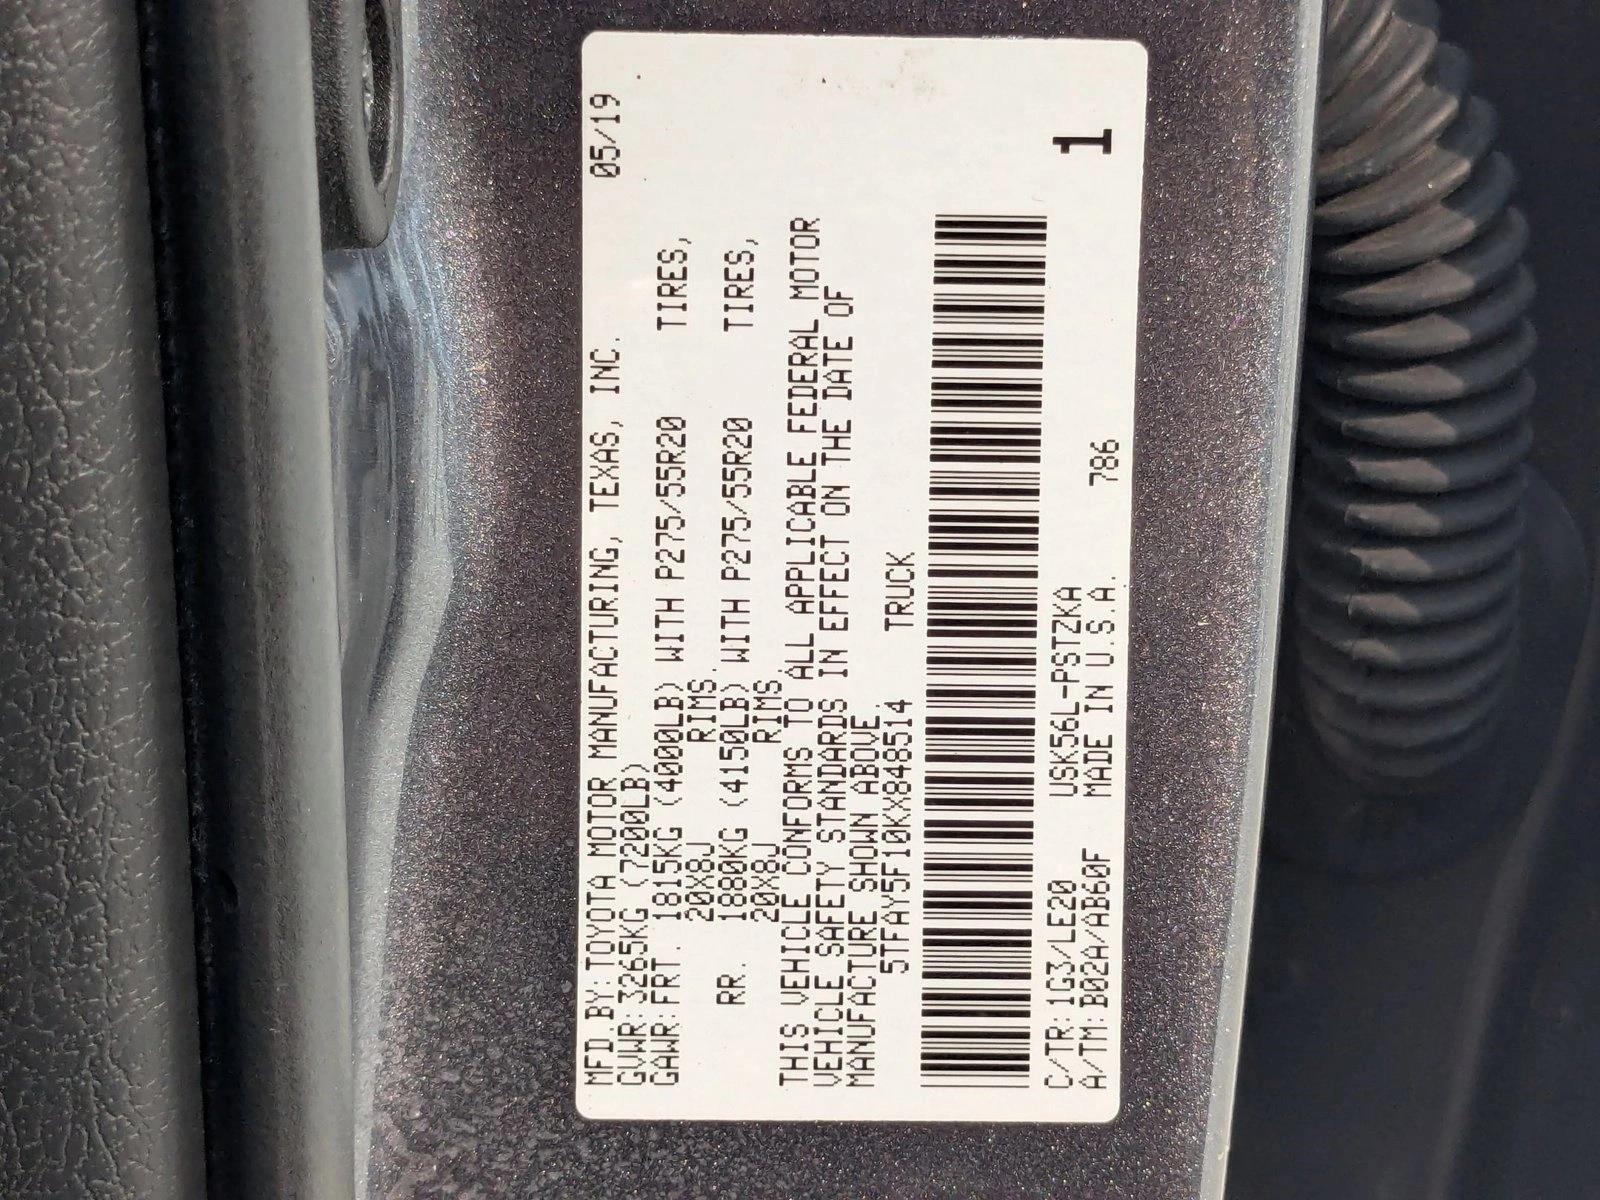 MFD.BY:TOYOTA MOTOR MANUFACTURING, TEXAS, INC. 05/19
GVWR:3265KG(7200LB)
GAWR:FRT. 1815KG (4000LB) WITH P275/55R20 TIRES,
20X8J RIMS,
RR. 1880KG (4150LB) WITH P275/55R20 TIRES,
20X8J RIMS.
THIS VEHICLE CONFORMS TO ALL APPLICABLE FEDERAL MOTOR
VEHICLE SAFETY STANDARDS IN EFFECT ON THE DATE OF
MANUFACTURE SHOWN ABOVE.
5TFAY5F10KX848514 TRUCK
C/TR:1G3/LE20 USK56L-PSTZKA 786 1
A/TM:B02A/AB60F MADE IN U.S.A.